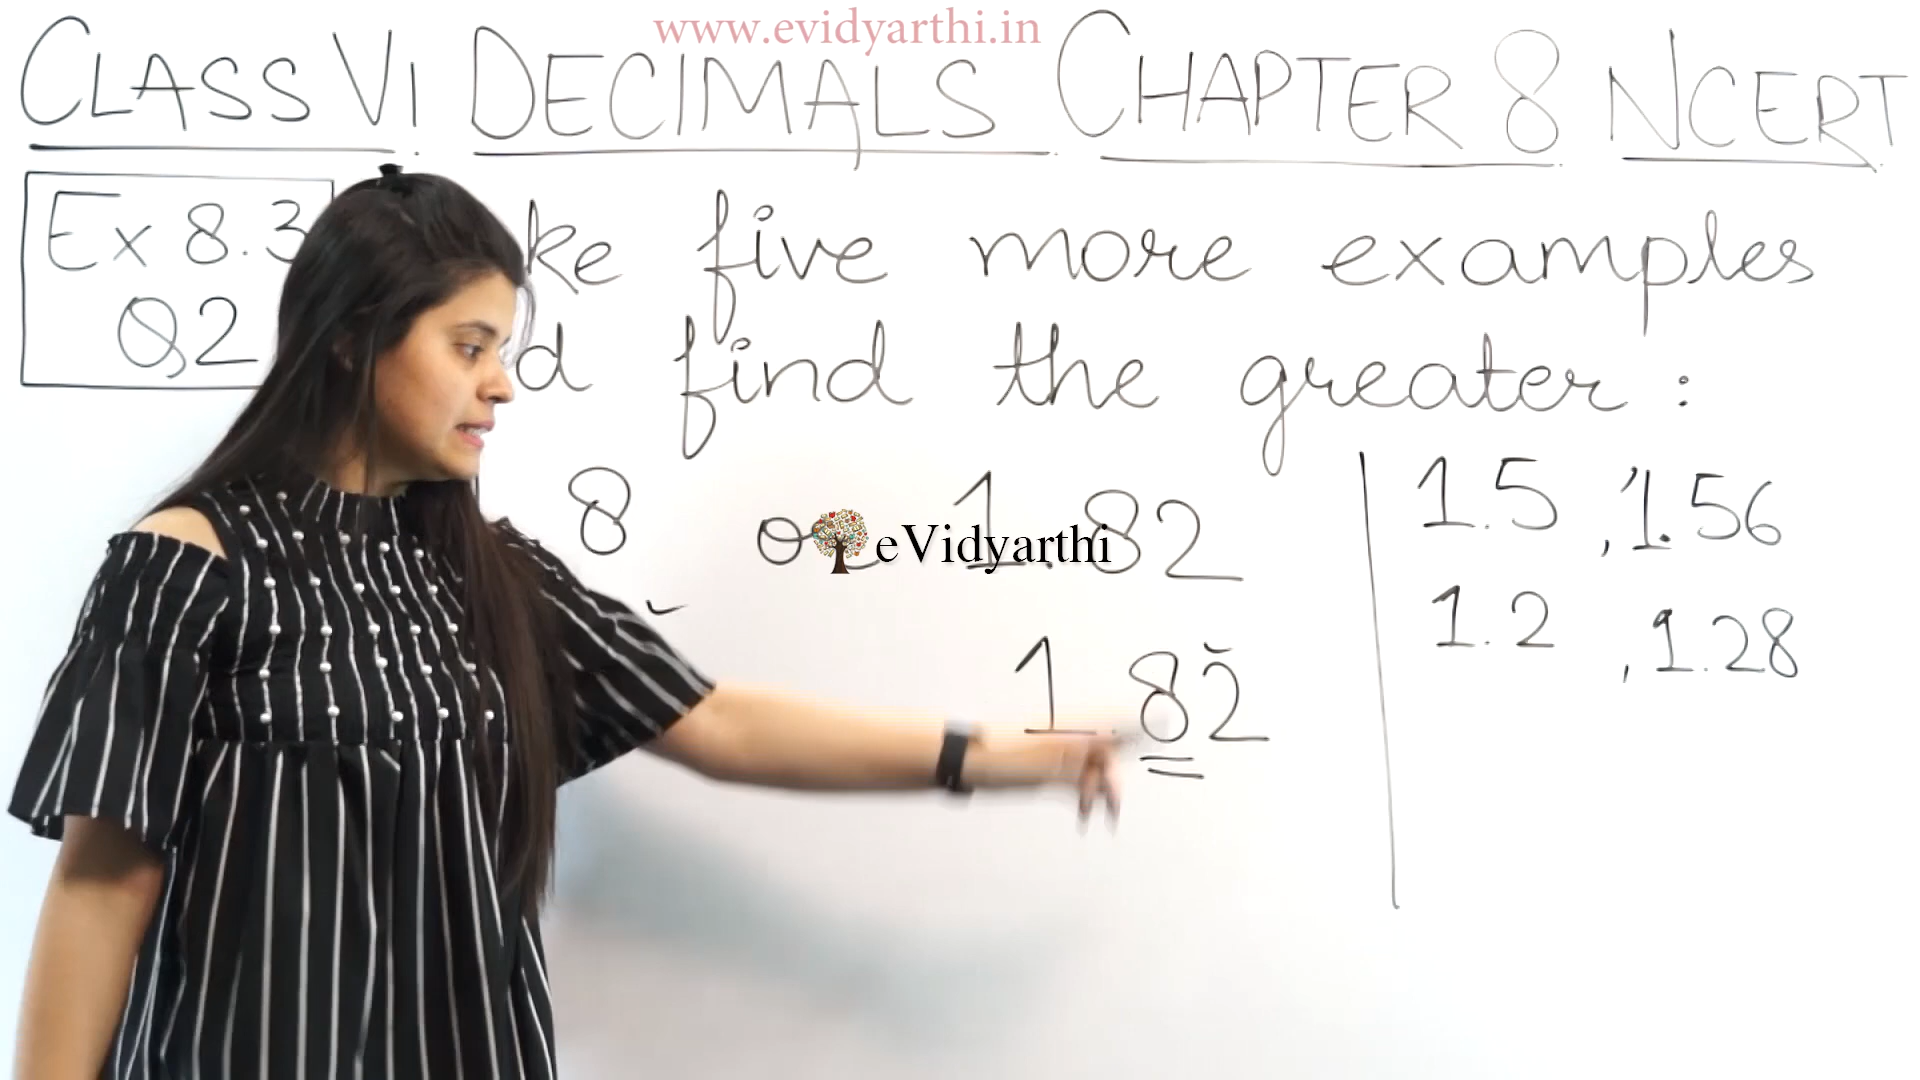 www.evidyarthi.in
CLASS VI DECIMALS CHAPTER 8 NCERT
Ex 8.3
Q2
ke five more examples
d find the greater:
8 or 1.82
eVidyarthi
1.82
1.5, 1.56
1.2, 1.28